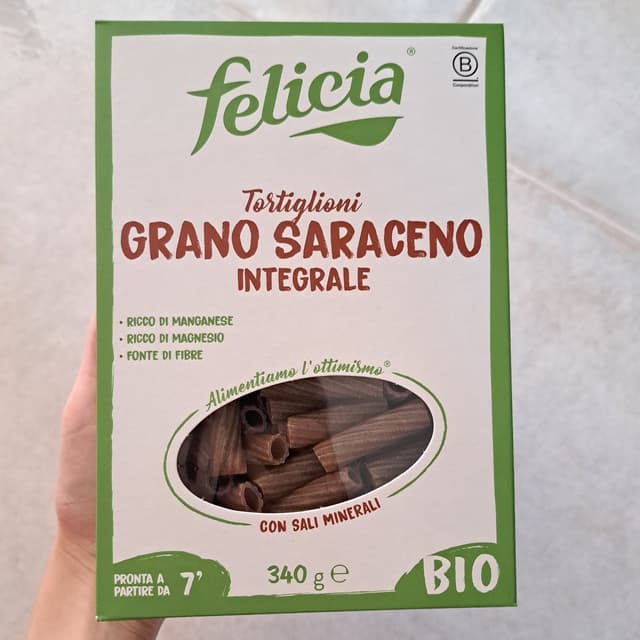 felicia®
Certificazione
B
Corporation
Tortiglioni
GRANO SARACENO
INTEGRALE
• RICCO DI MANGANESE
• RICCO DI MAGNESIO
• FONTE DI FIBRE
Alimentiamo l'ottimismo®
CON SALI MINERALI
PRONTA A
PARTIRE DA 7'
340 g e
BIO